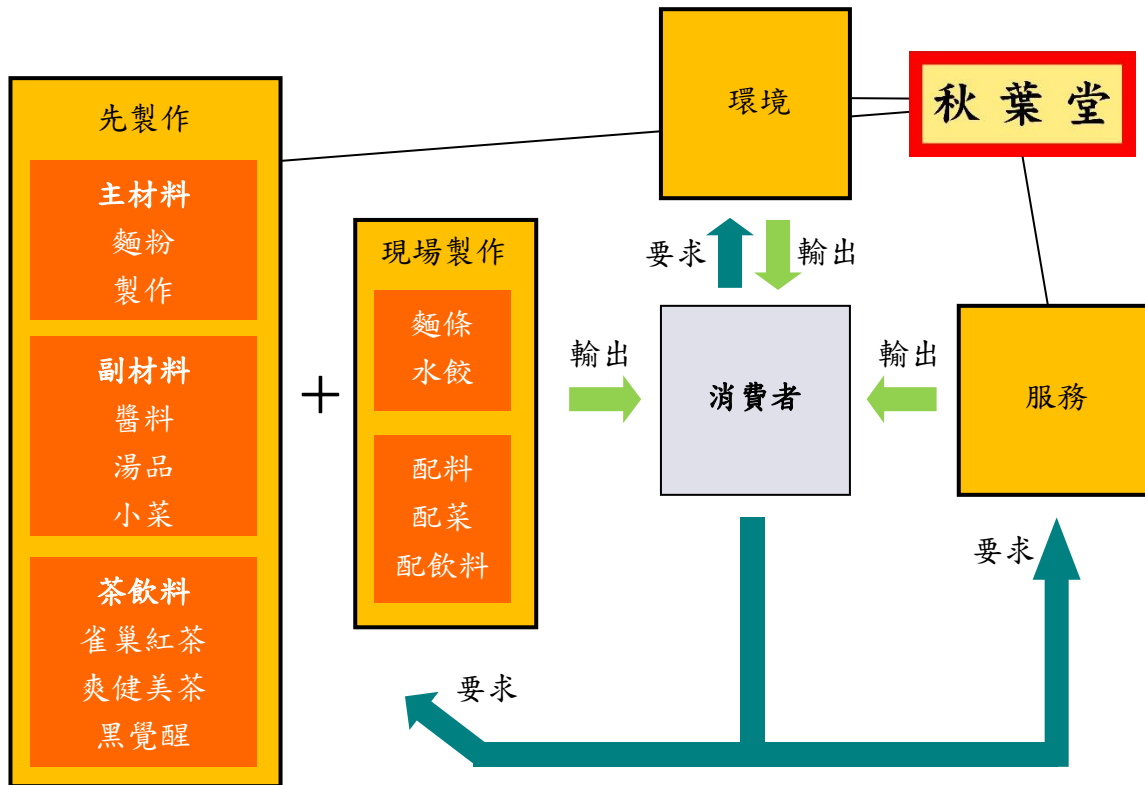 秋葉堂
環境
先製作
主材料
麵粉
製作
副材料
醬料
湯品
小菜
茶飲料
雀巢紅茶
爽健美茶
黑覺醒
+
現場製作
麵條
水餃
配料
配菜
配飲料
要求
輸出
輸出
消費者
輸出
服務
要求
要求